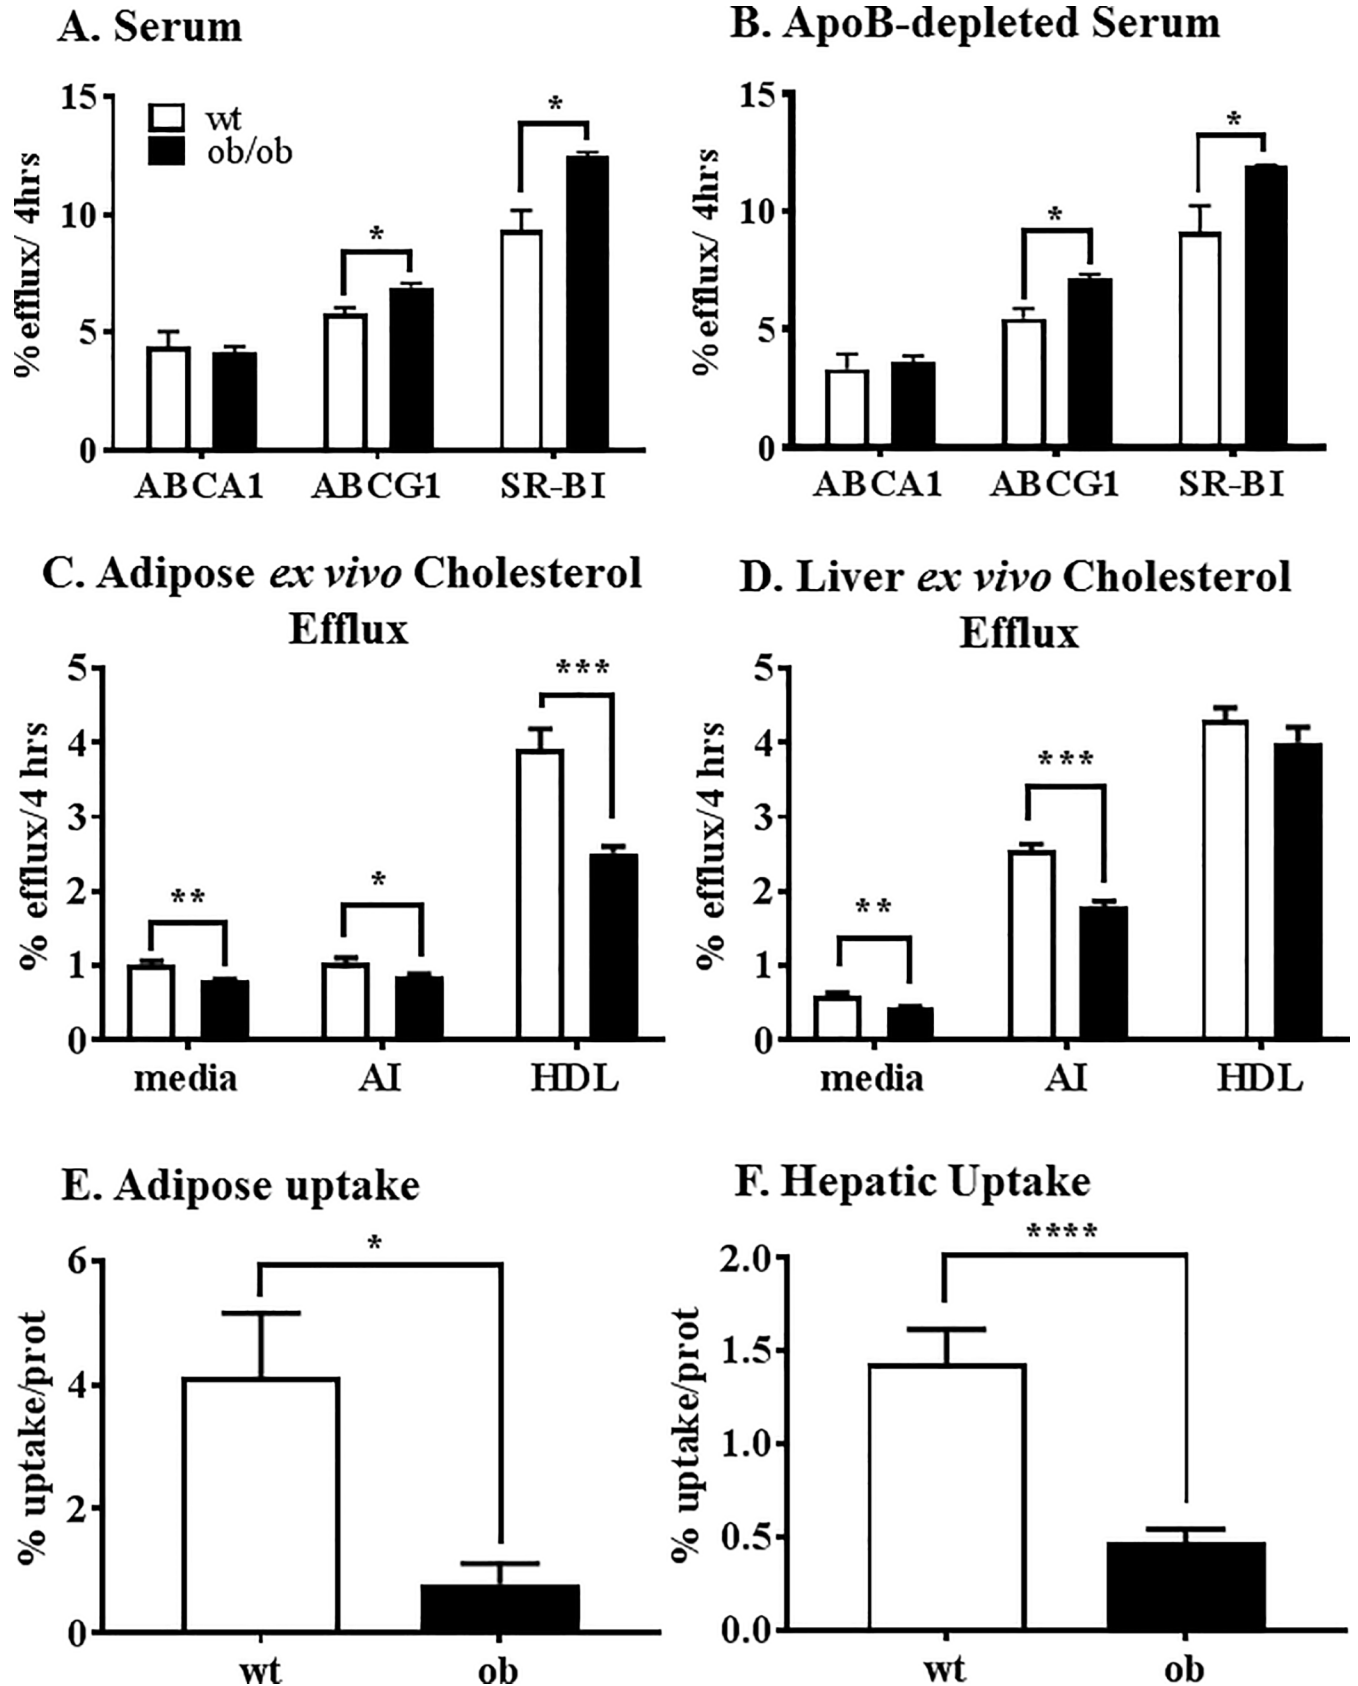 A. Serum
15
10
5
0
% efflux/ 4hrs
wt
ob/ob
*
*
ABCA1 ABCG1 SR-BI
B. ApoB-depleted Serum
15
10
5
0
% efflux/ 4hrs
*
*
ABCA1 ABCG1 SR-BI
C. Adipose ex vivo Cholesterol
Efflux
5
4
3
2
1
0
% efflux/4 hrs
**
*
***
media AI HDL
D. Liver ex vivo Cholesterol
Efflux
5
4
3
2
1
0
% efflux/4 hrs
**
***
media AI HDL
E. Adipose uptake
6
4
2
0
% uptake/prot
*
wt ob
F. Hepatic Uptake
2.0
1.5
1.0
0.5
0.0
% uptake/prot
****
wt ob